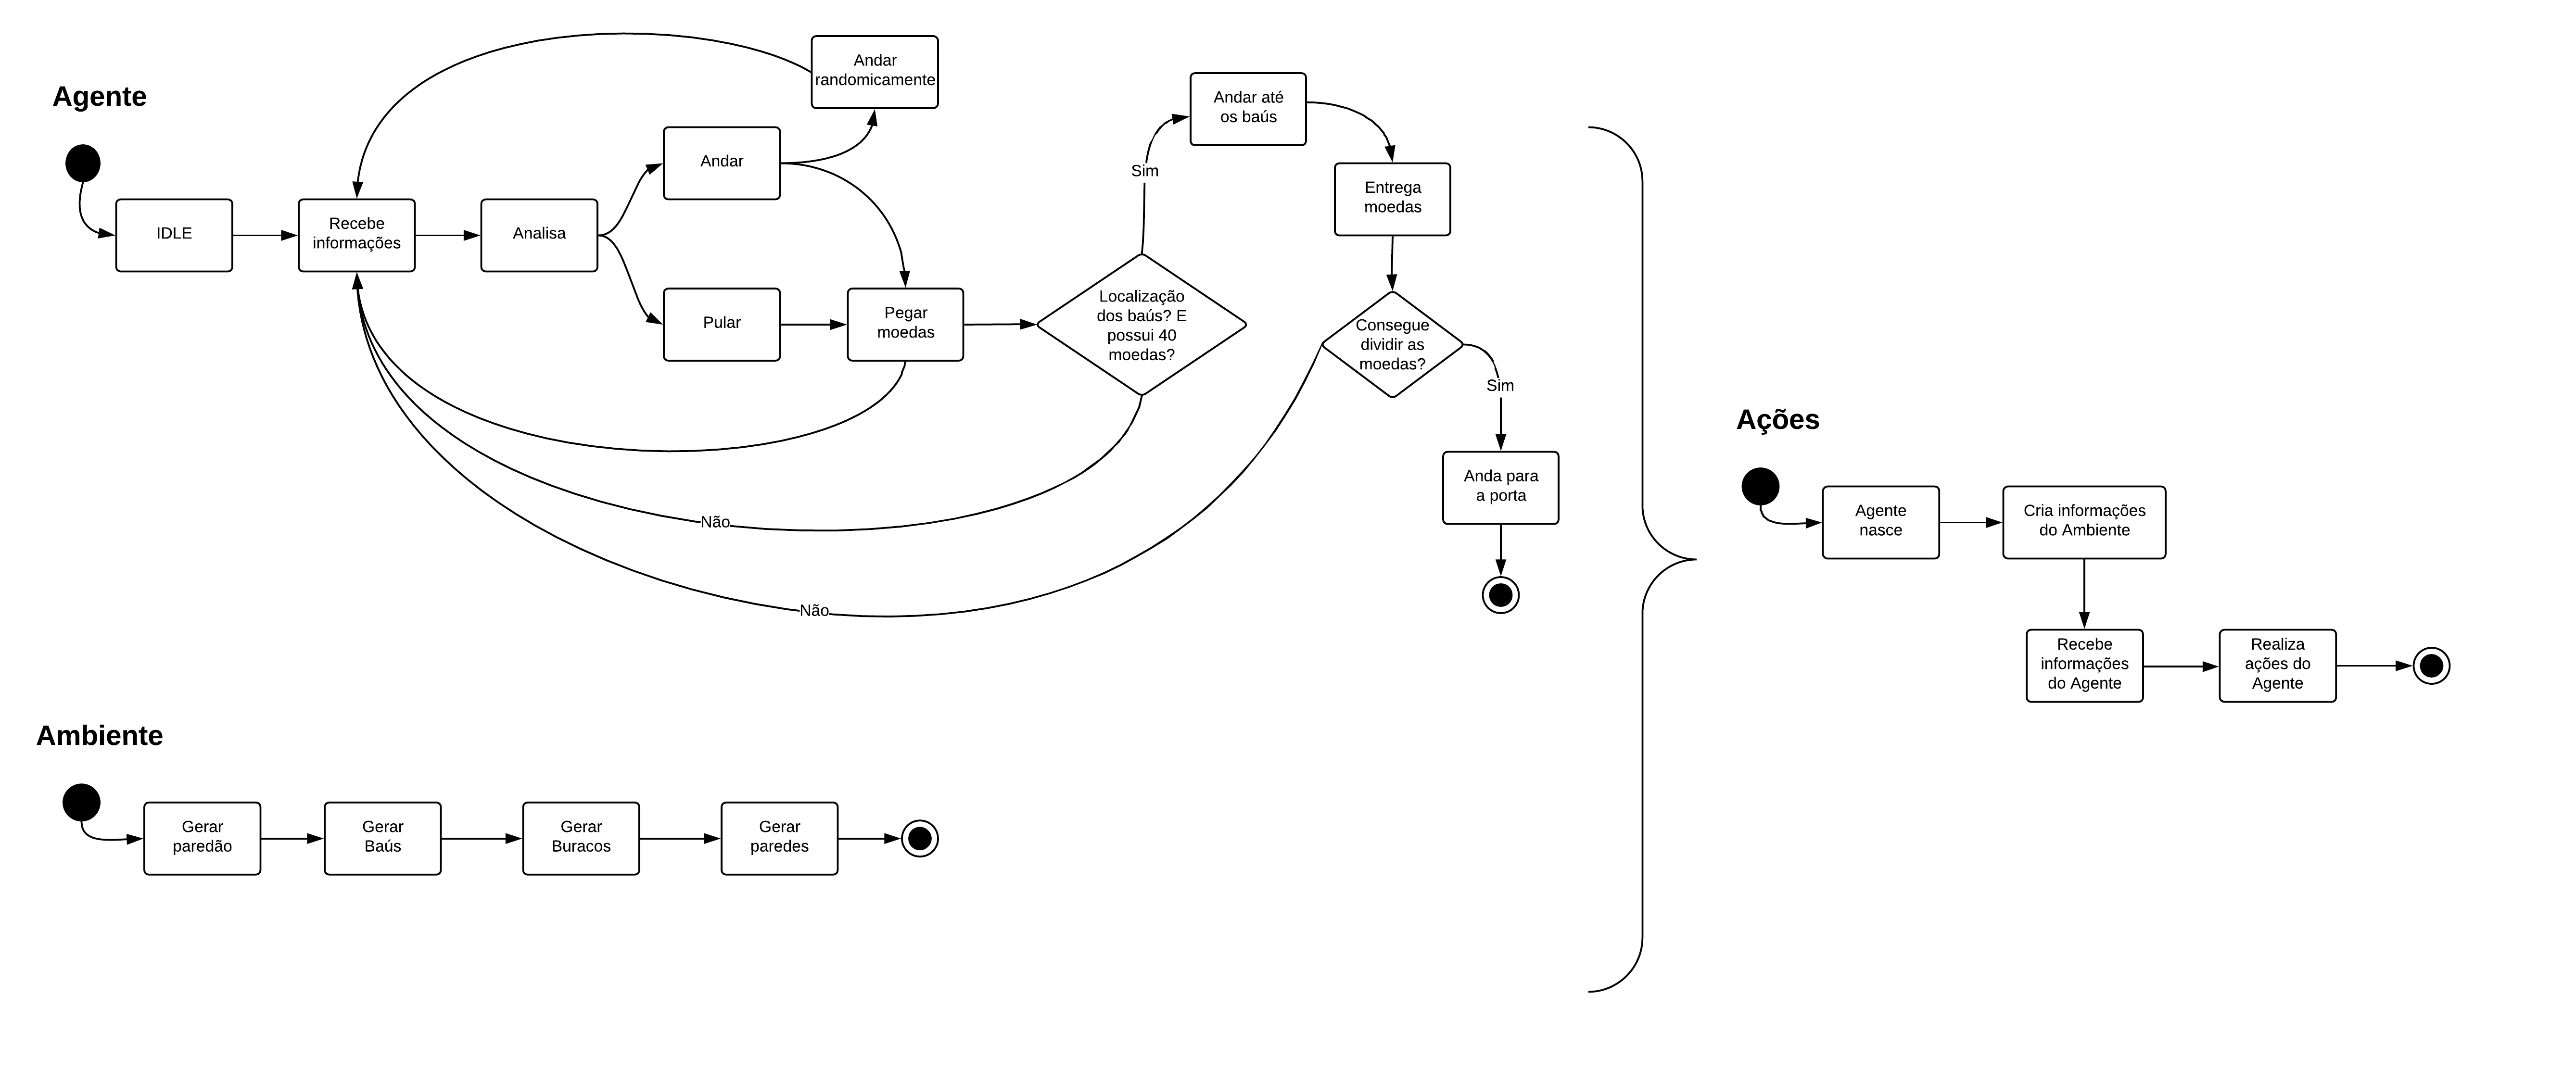 Agente
IDLE
Recebe
informações
Analisa
Andar
Pular
Andar
randomicamente
Pegar
moedas
Localização
dos baús? E
possui 40
moedas?
Sim
Andar até
os baús
Entrega
moedas
Consegue
dividir as
moedas?
Sim
Anda para
a porta
Não
Não
Ambiente
Gerar
paredão
Gerar
Baús
Gerar
Buracos
Gerar
paredes
Ações
Agente
nasce
Cria informações
do Ambiente
Recebe
informações
do Agente
Realiza
ações do
Agente